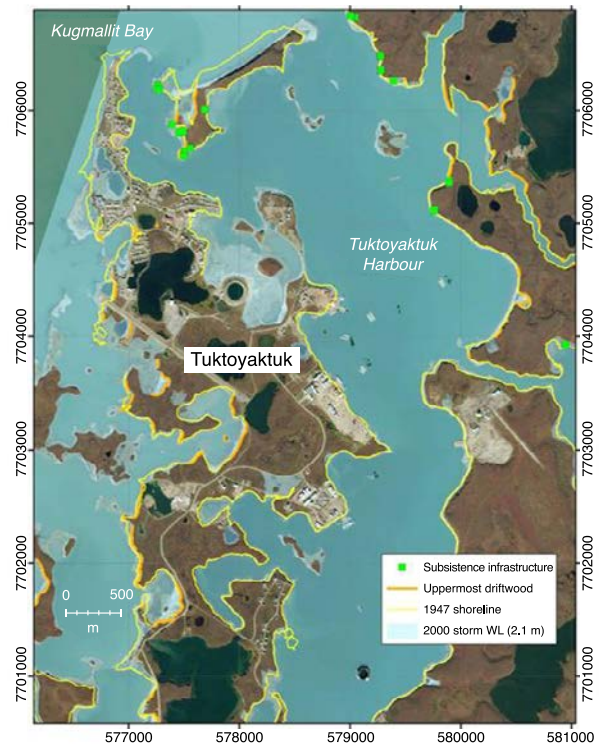 Kugmallit Bay
7706000
7706000
7705000
7705000
Tuktoyaktuk
Harbour
7704000
7704000
Tuktoyaktuk
7703000
7703000
7702000
7702000
Subsistence infrastructure
Uppermost driftwood
1947 shoreline
2000 storm WL (2.1 m)
0 500
m
7701000
7701000
577000 578000 579000 580000 581000